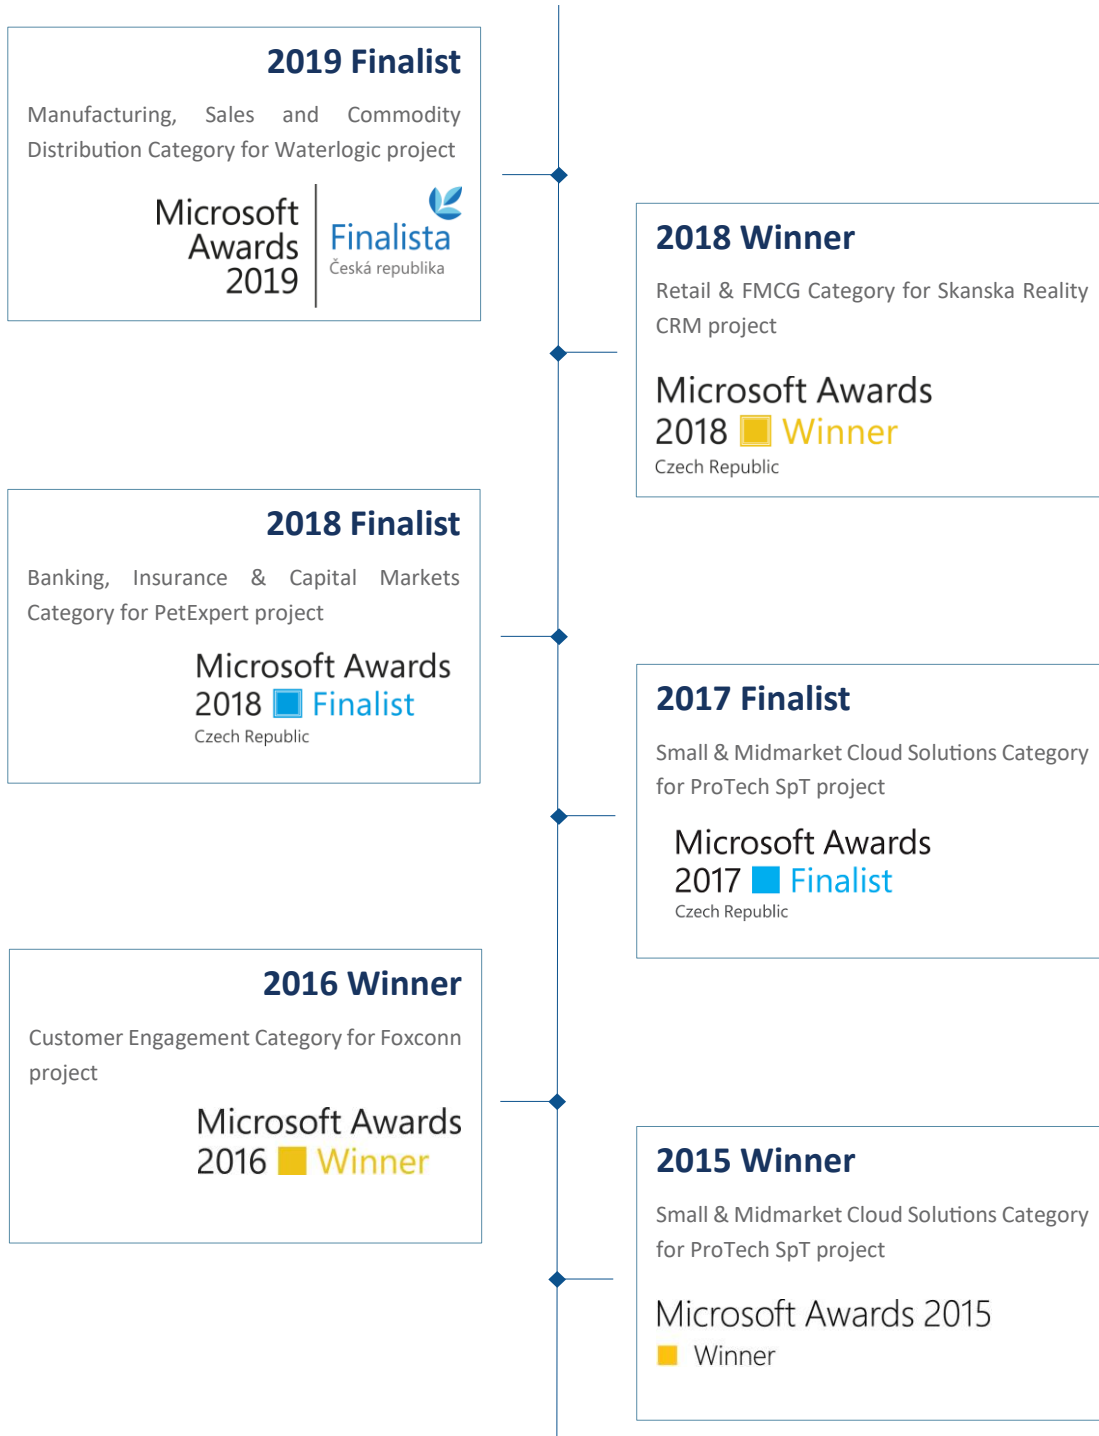 2019 Finalist
Manufacturing, Sales and Commodity
Distribution Category for Waterlogic project
Microsoft
Awards
2019
Finalista
Česká republika
2018 Winner
Retail & FMCG Category for Skanska Reality
CRM project
Microsoft Awards
2018 Winner
Czech Republic
2018 Finalist
Banking, Insurance & Capital Markets
Category for PetExpert project
Microsoft Awards
2018 Finalist
Czech Republic
2017 Finalist
Small & Midmarket Cloud Solutions Category
for ProTech SpT project
Microsoft Awards
2017 Finalist
Czech Republic
2016 Winner
Customer Engagement Category for Foxconn
project
Microsoft Awards
2016 Winner
2015 Winner
Small & Midmarket Cloud Solutions Category
for ProTech SpT project
Microsoft Awards 2015
Winner